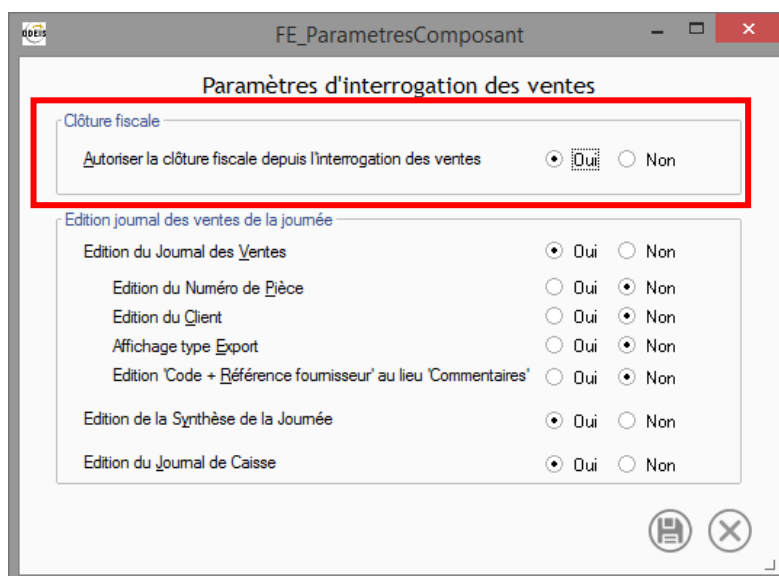 ODEIS
FE_ParametresComposant
Paramètres d'interrogation des ventes
Clôture fiscale
Autoriser la clôture fiscale depuis l'interrogation des ventes Oui Non
Edition journal des ventes de la journée
Edition du Journal des Ventes Oui Non
Edition du Numéro de Pièce Oui Non
Edition du Client Oui Non
Affichage type Export Oui Non
Edition 'Code + Référence fournisseur' au lieu 'Commentaires' Oui Non
Edition de la Synthèse de la Journée Oui Non
Edition du Journal de Caisse Oui Non